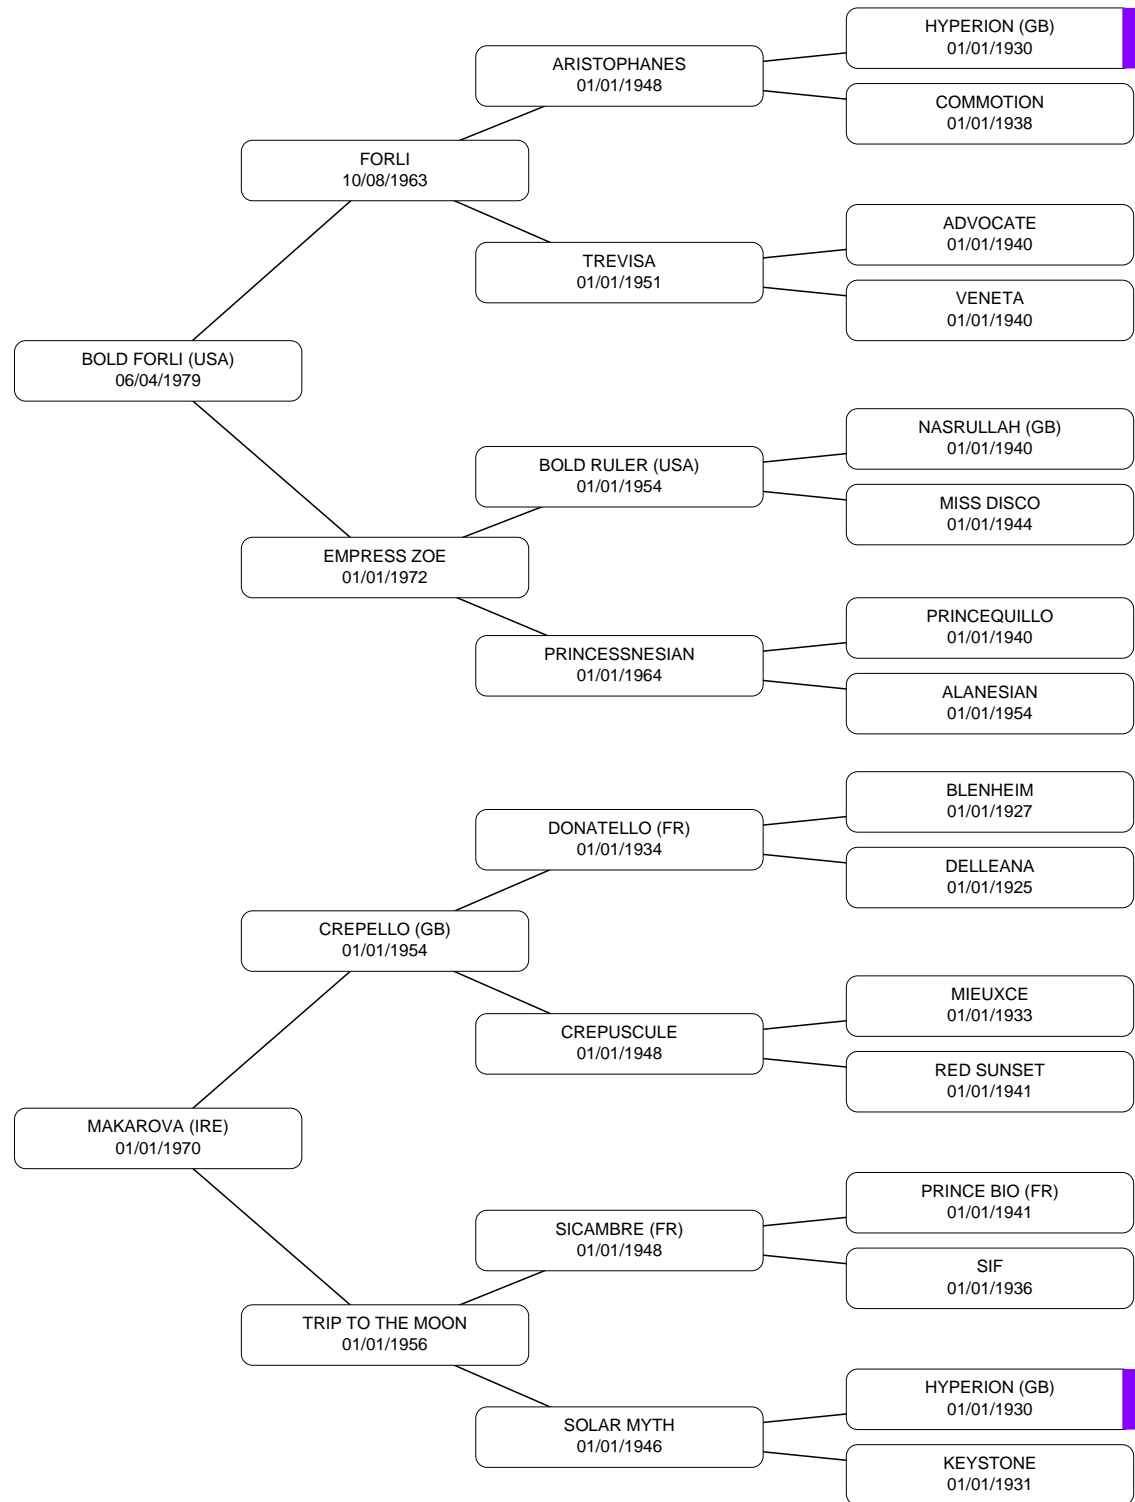 HYPERION (GB)
01/01/1930
ARISTOPHANES
01/01/1948
COMMOTION
01/01/1938
FORLI
10/08/1963
ADVOCATE
01/01/1940
TREVISA
01/01/1951
VENETA
01/01/1940
BOLD FORLI (USA)
06/04/1979
NASRULLAH (GB)
01/01/1940
BOLD RULER (USA)
01/01/1954
MISS DISCO
01/01/1944
EMPRESS ZOE
01/01/1972
PRINCEQUILLO
01/01/1940
PRINCESSNESIAN
01/01/1964
ALANESIAN
01/01/1954
BLENHEIM
01/01/1927
DONATELLO (FR)
01/01/1934
DELLEANA
01/01/1925
CREPELLO (GB)
01/01/1954
MIEUXCE
01/01/1933
CREPUSCULE
01/01/1948
RED SUNSET
01/01/1941
MAKAROVA (IRE)
01/01/1970
PRINCE BIO (FR)
01/01/1941
SICAMBRE (FR)
01/01/1948
SIF
01/01/1936
TRIP TO THE MOON
01/01/1956
HYPERION (GB)
01/01/1930
SOLAR MYTH
01/01/1946
KEYSTONE
01/01/1931